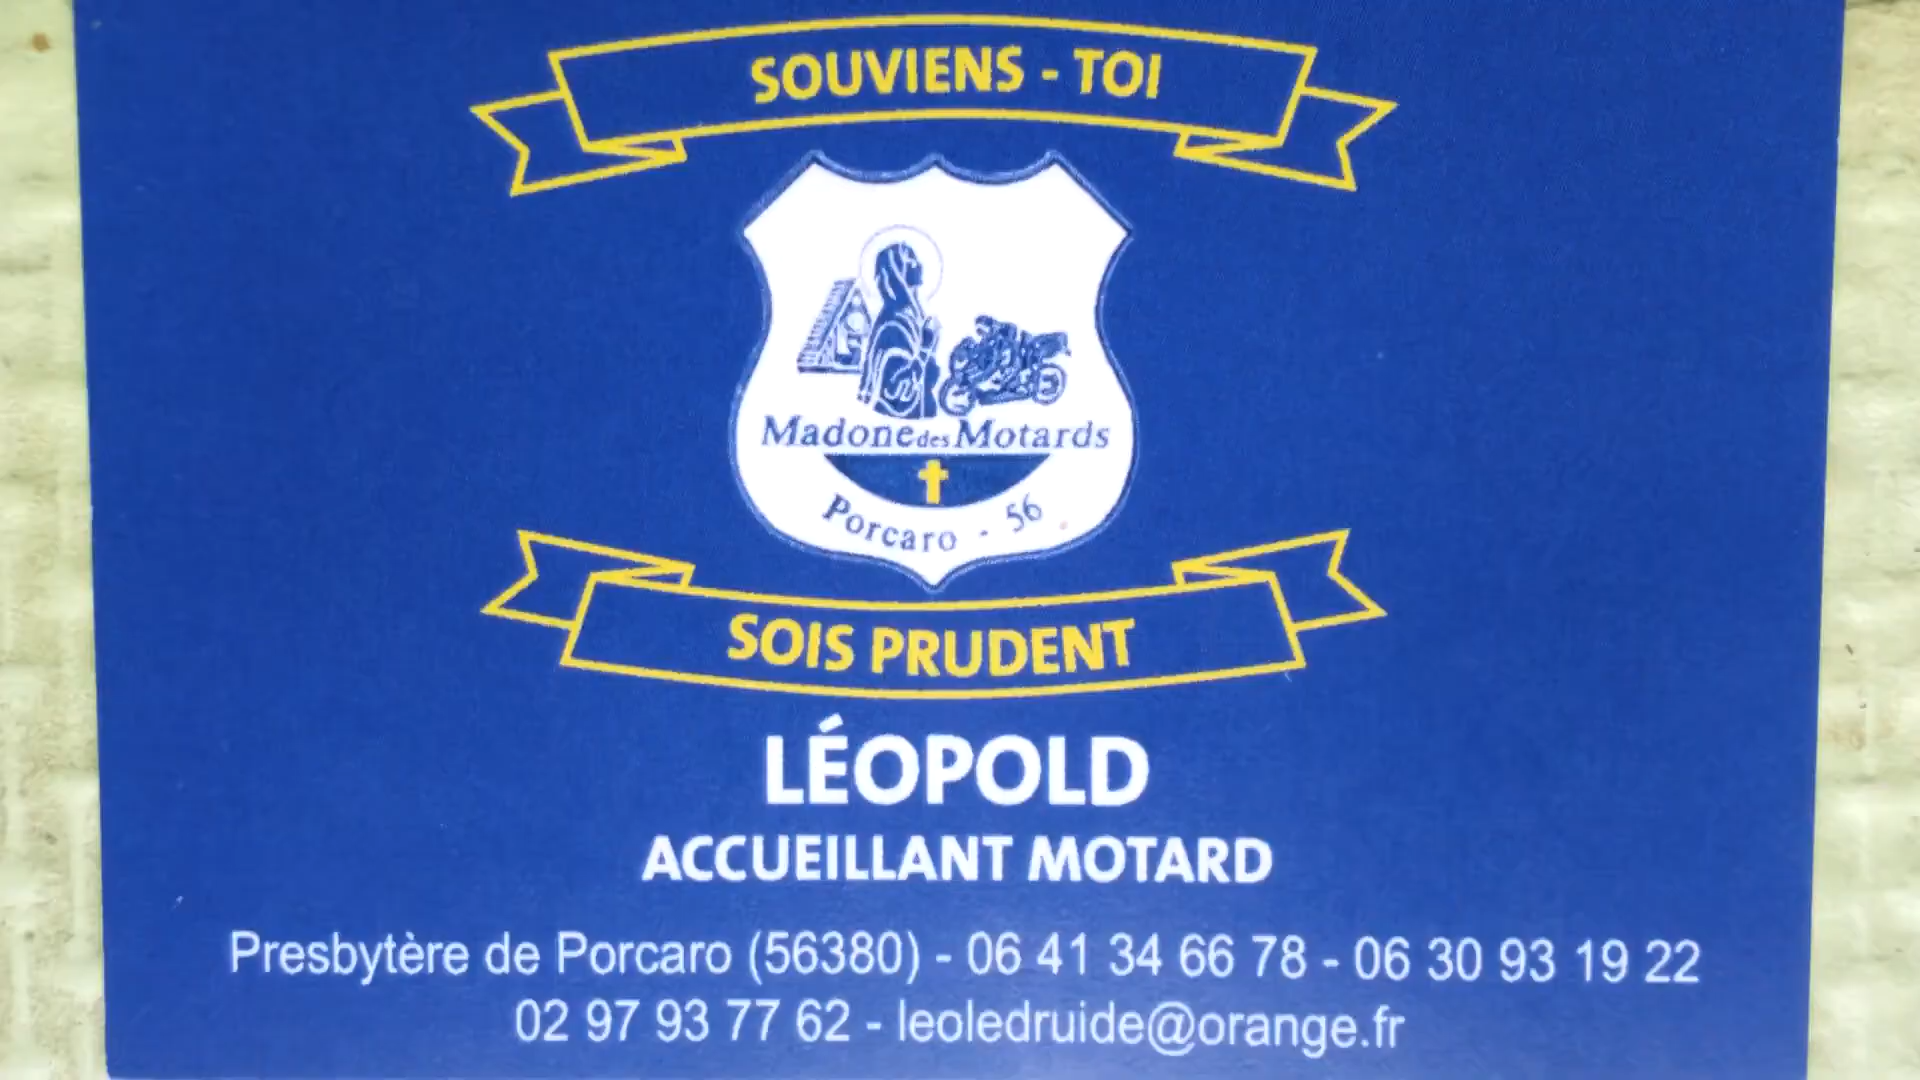 SOUVIENS - TOI
Madone des Motards
Porcaro - 56
SOIS PRUDENT
LÉOPOLD
ACCUEILLANT MOTARD
Presbytère de Porcaro (56380) - 06 41 34 66 78 - 06 30 93 19 22
02 97 93 77 62 - leoledruide@orange.fr